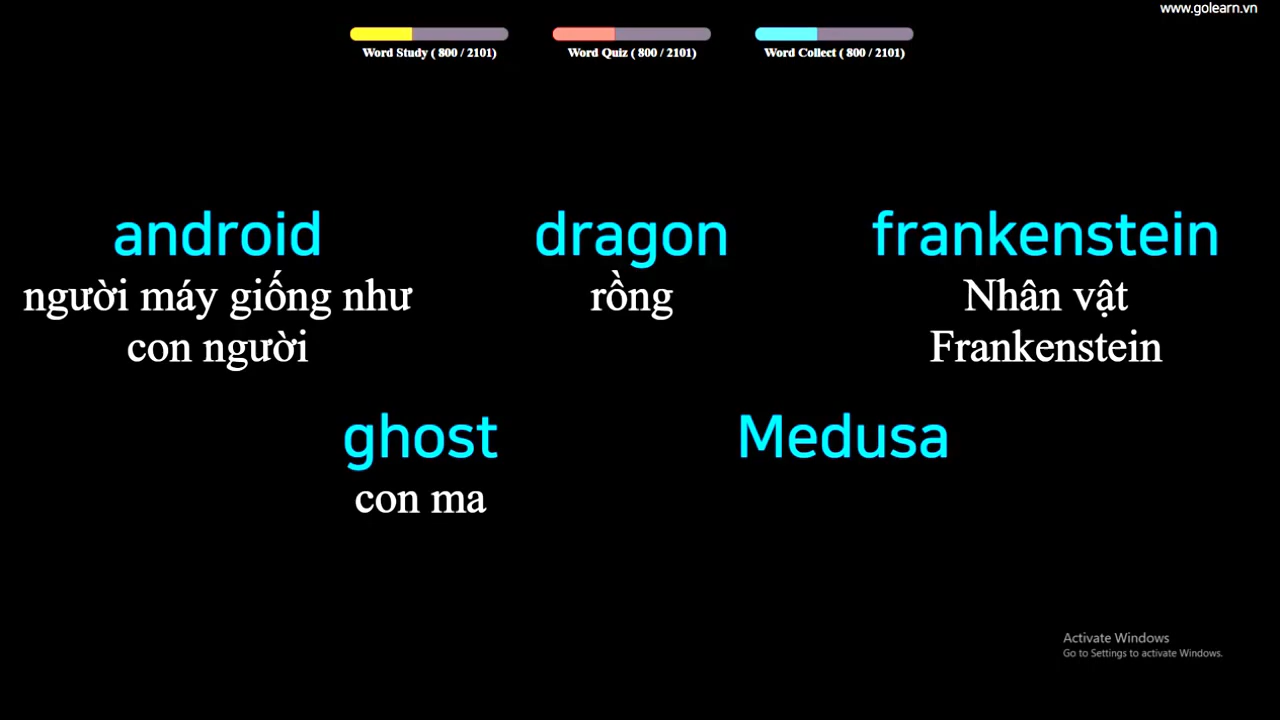 www.golearn.vn
Word Study ( 800 / 2101) Word Quiz ( 800 / 2101) Word Collect ( 800 / 2101)
android dragon frankenstein
người máy giống như rồng Nhân vật
con người Frankenstein
ghost Medusa
con ma
Activate Windows
Go to Settings to activate Windows.